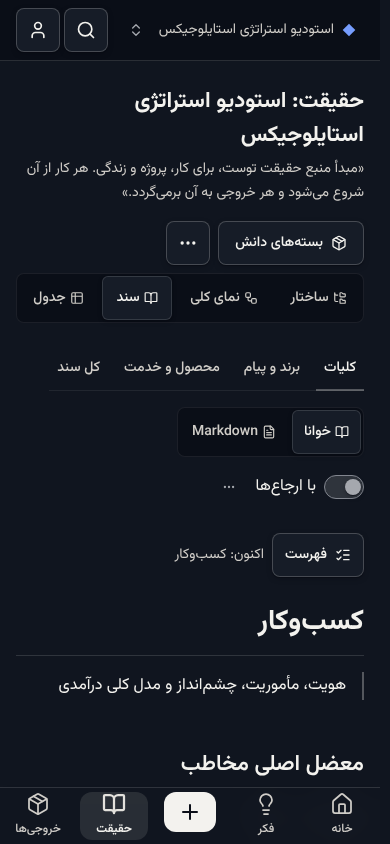 استودیو استراتژی استایلوجیکس
حقیقت: استودیو استراتژی
استایلوجیکس
«مبدأ منبع حقیقت توست، برای کار، پروژه و زندگی. هر کار از آن
شروع می‌شود و هر خروجی به آن برمی‌گردد.»
بسته‌های دانش
ساختار نمای کلی سند جدول
کلیات برند و پیام محصول و خدمت کل سند
خوانا Markdown
با ارجاع‌ها ...
فهرست اکنون: کسب‌وکار
کسب‌وکار
هویت، مأموریت، چشم‌انداز و مدل کلی درآمدی
معضل اصلی مخاطب
خانه فکر حقیقت خروجی‌ها